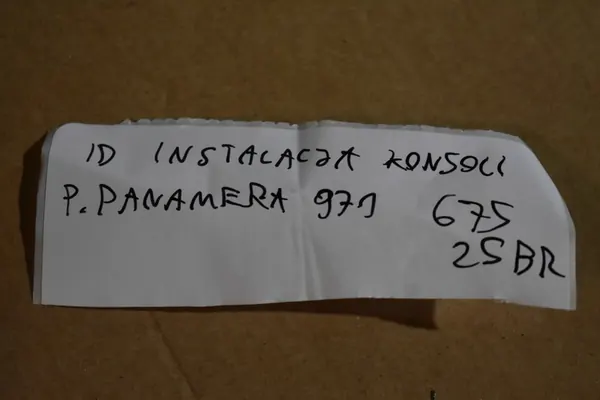 ID INSTALACJA KONSOLI
P. PANAMERA 971 675
25BR